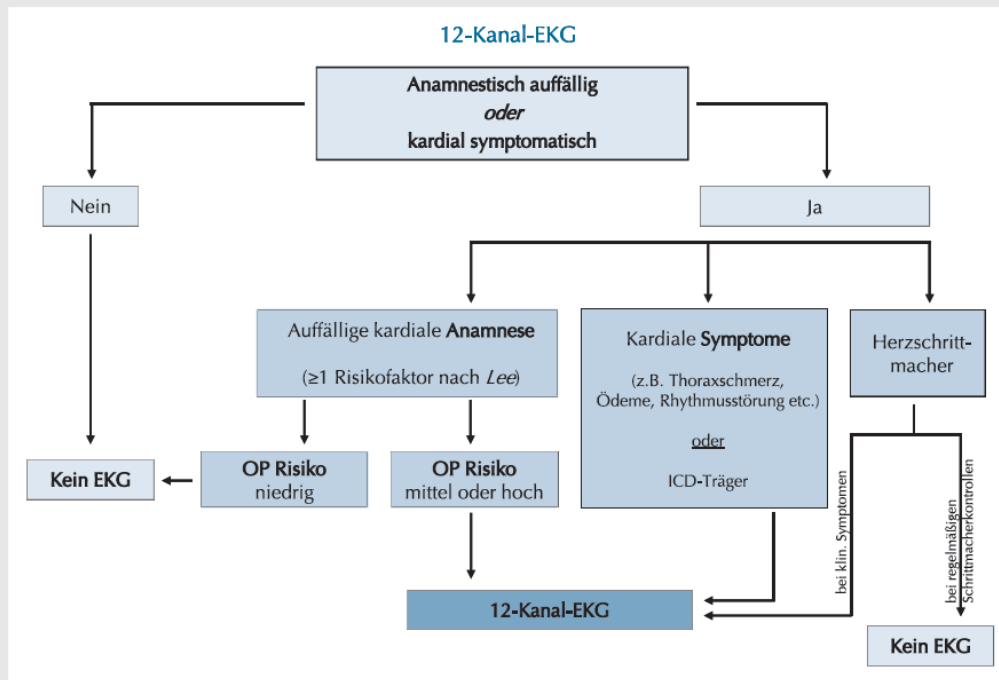 12-Kanal-EKG
Anamnestisch auffällig
oder
kardial symptomatisch
Nein
Ja
Auffällige kardiale Anamnese
(≥1 Risikofaktor nach Lee)
Kardiale Symptome
(z.B. Thoraxschmerz,
Ödeme, Rhythmusstörung etc.)
oder
ICD-Träger
Herzschritt-
macher
Kein EKG
OP Risiko
niedrig
OP Risiko
mittel oder hoch
bei klin. Symptomen
bei regelmäßigen
Schrittmacherkontrollen
12-Kanal-EKG
Kein EKG